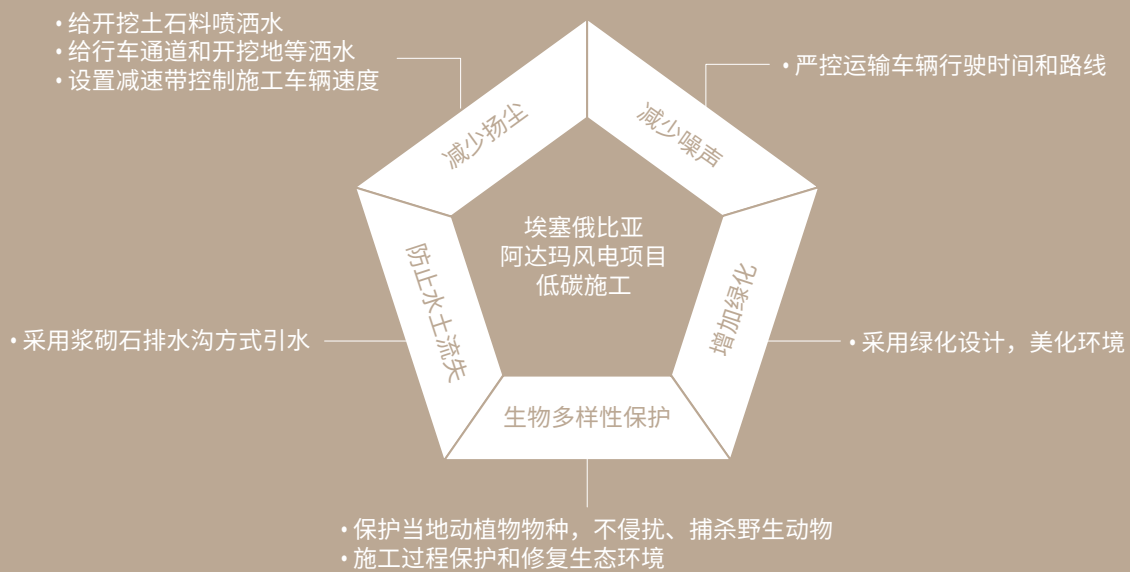 • 给开挖土石料喷洒水
• 给行车通道和开挖地等洒水
• 设置减速带控制施工车辆速度
• 严控运输车辆行驶时间和路线
减少扬尘
减少噪声
埃塞俄比亚
阿达玛风电项目
低碳施工
防止水土流失
增加绿化
• 采用浆砌石排水沟方式引水
• 采用绿化设计，美化环境
生物多样性保护
• 保护当地动植物物种，不侵扰、捕杀野生动物
• 施工过程保护和修复生态环境